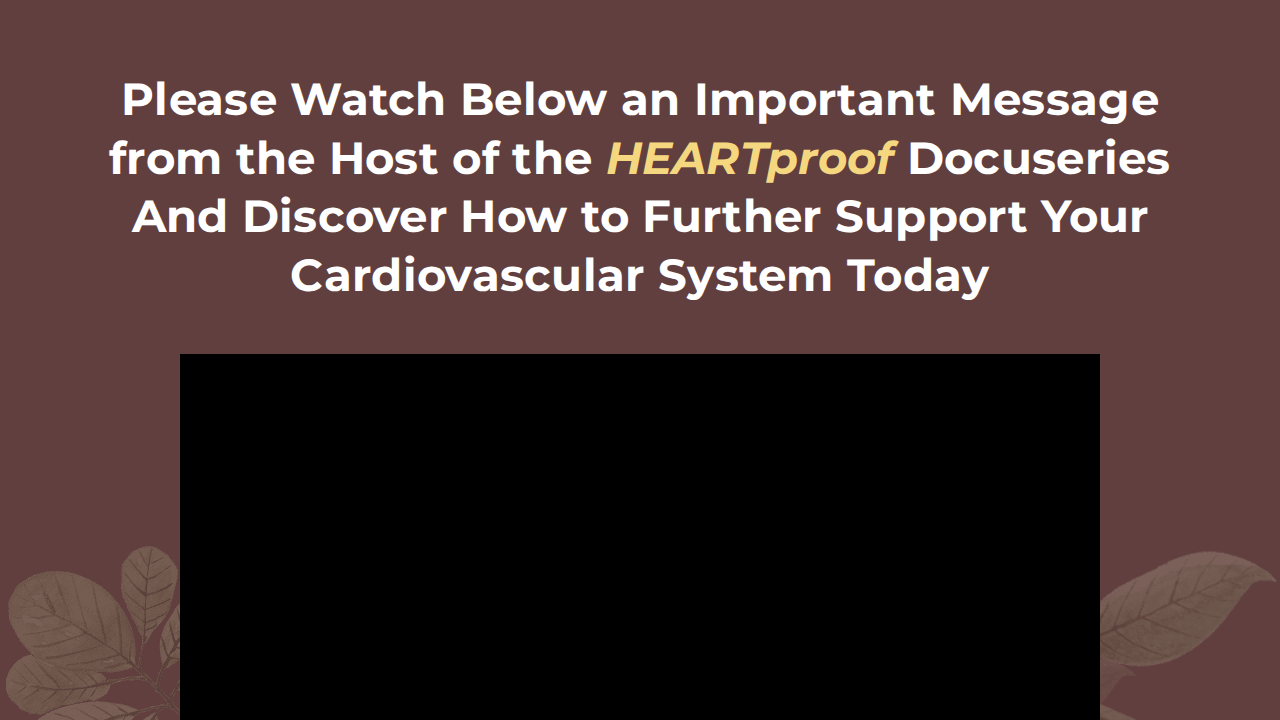 Please Watch Below an Important Message
from the Host of the HEARTproof Docuseries
And Discover How to Further Support Your
Cardiovascular System Today